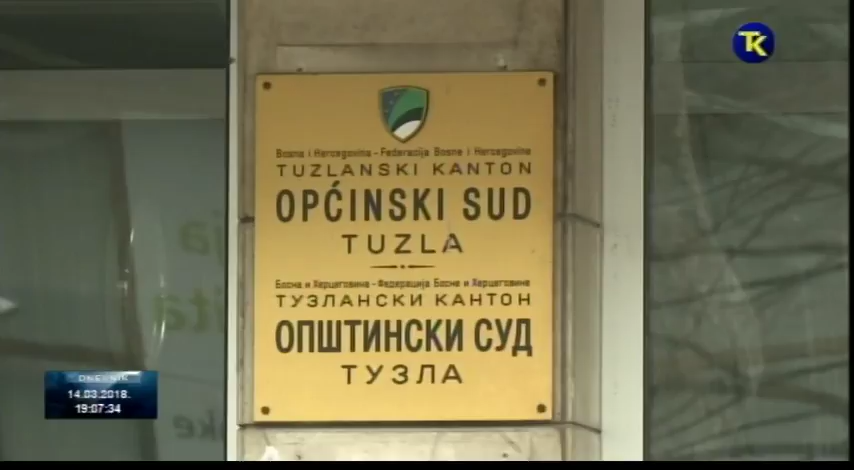 TK
Bosna i Hercegovina - Federacija Bosne i Hercegovine
TUZLANSKI KANTON
OPĆINSKI SUD
TUZLA
Босна и Херцеговина - Федерација Босне и Херцеговине
ТУЗЛАНСКИ КАНТОН
ОПШТИНСКИ СУД
ТУЗЛА
DNEVNIK
14.03.2018.
19:07:34